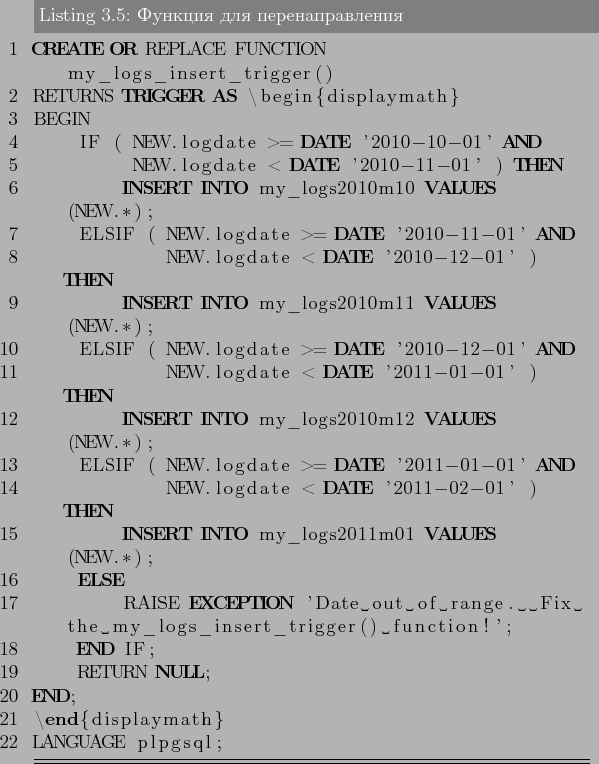 Listing 3.5: Функция для перенаправления
1 CREATE OR REPLACE FUNCTION
my_logs_insert_trigger()
2 RETURNS TRIGGER AS \begin{displaymath}
3 BEGIN
4 IF ( NEW.logdate >= DATE '2010-10-01' AND
5 NEW.logdate < DATE '2010-11-01' ) THEN
6 INSERT INTO my_logs2010m10 VALUES
(NEW.*);
7 ELSIF ( NEW.logdate >= DATE '2010-11-01' AND
8 NEW.logdate < DATE '2010-12-01' )
THEN
9 INSERT INTO my_logs2010m11 VALUES
(NEW.*);
10 ELSIF ( NEW.logdate >= DATE '2010-12-01' AND
11 NEW.logdate < DATE '2011-01-01' )
THEN
12 INSERT INTO my_logs2010m12 VALUES
(NEW.*);
13 ELSIF ( NEW.logdate >= DATE '2011-01-01' AND
14 NEW.logdate < DATE '2011-02-01' )
THEN
15 INSERT INTO my_logs2011m01 VALUES
(NEW.*);
16 ELSE
17 RAISE EXCEPTION 'Date␣out␣of␣range.␣␣Fix␣
the␣my_logs_insert_trigger()␣function!';
18 END IF;
19 RETURN NULL;
20 END;
21 \end{displaymath}
22 LANGUAGE plpgsql;